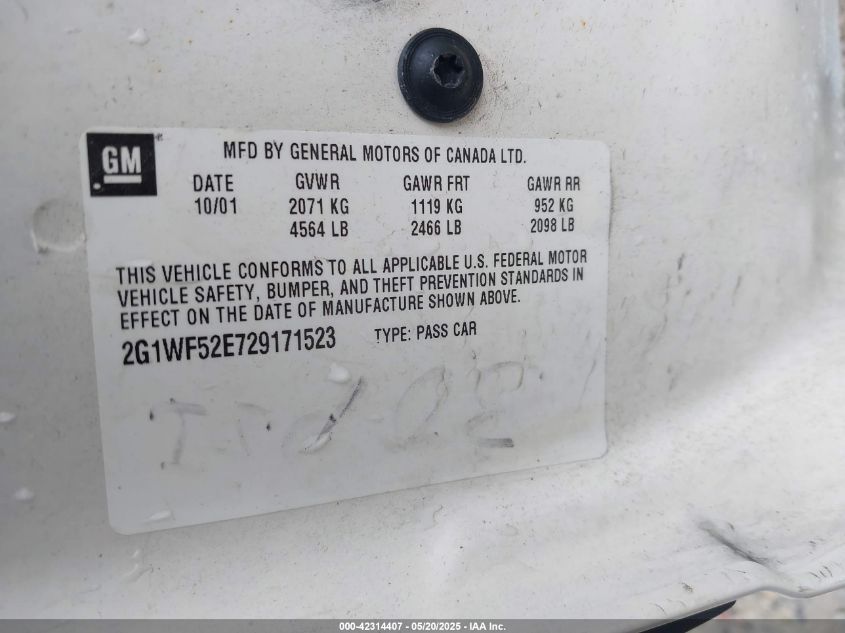 GM
MFD BY GENERAL MOTORS OF CANADA LTD.
DATE GVWR GAWR FRT GAWR RR
10/01 2071 KG 1119 KG 952 KG
4564 LB 2466 LB 2098 LB
THIS VEHICLE CONFORMS TO ALL APPLICABLE U.S. FEDERAL MOTOR
VEHICLE SAFETY, BUMPER, AND THEFT PREVENTION STANDARDS IN
EFFECT ON THE DATE OF MANUFACTURE SHOWN ABOVE.
2G1WF52E729171523 TYPE: PASS CAR
000-42314407 - 05/20/2025 - IAA Inc.